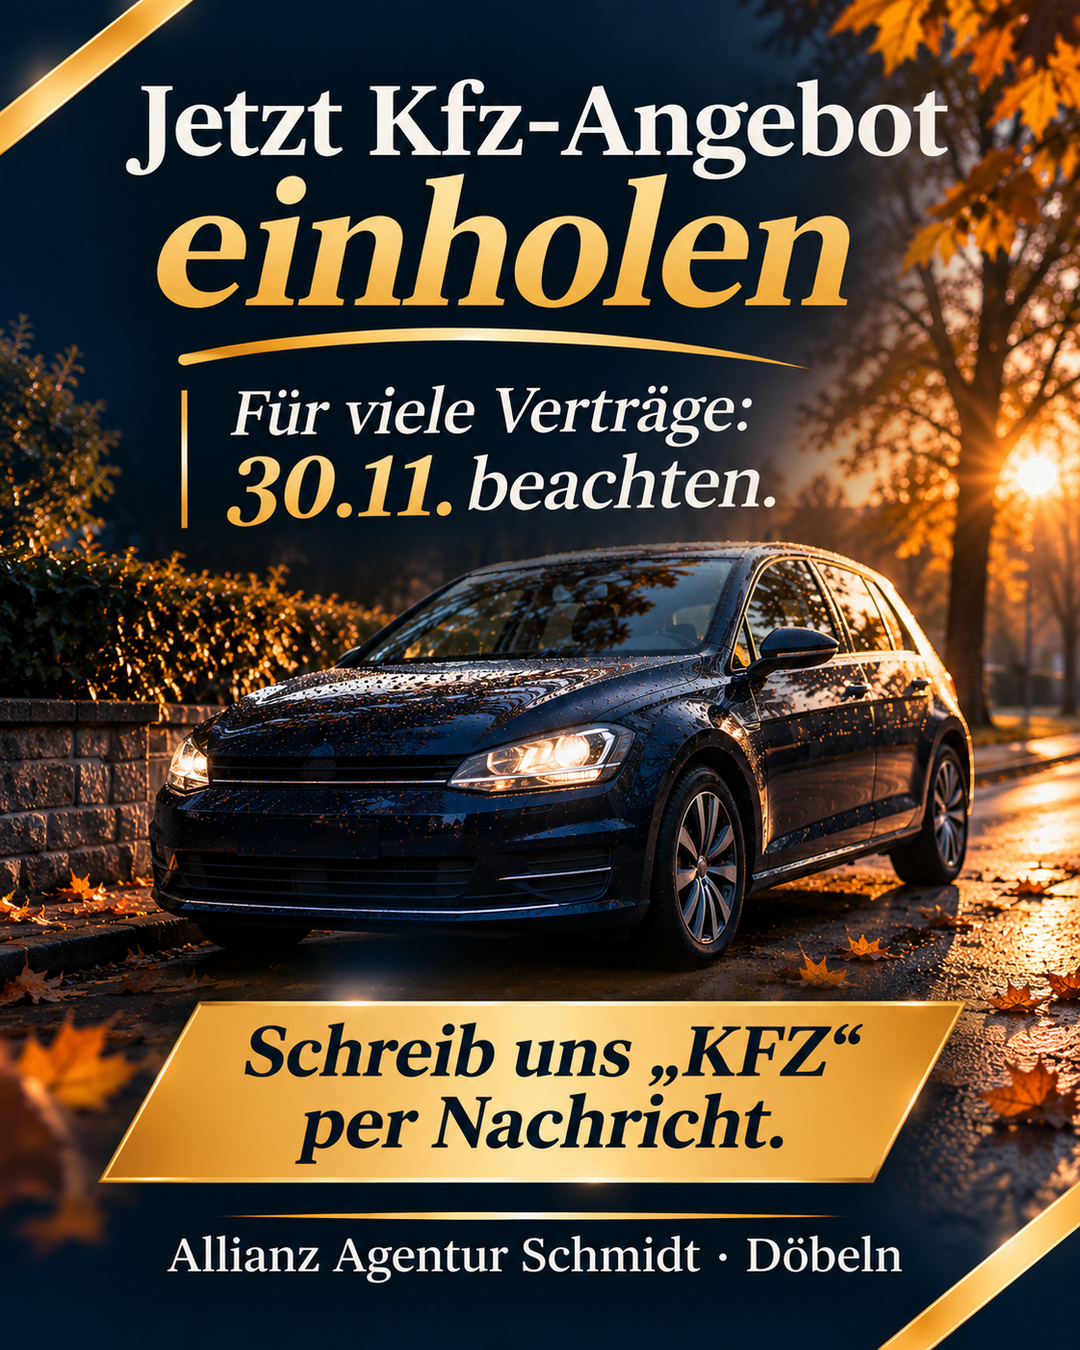 Jetzt Kfz-Angebot
einholen
Für viele Verträge:
30.11. beachten.
Schreib uns „KFZ“
per Nachricht.
Allianz Agentur Schmidt · Döbeln